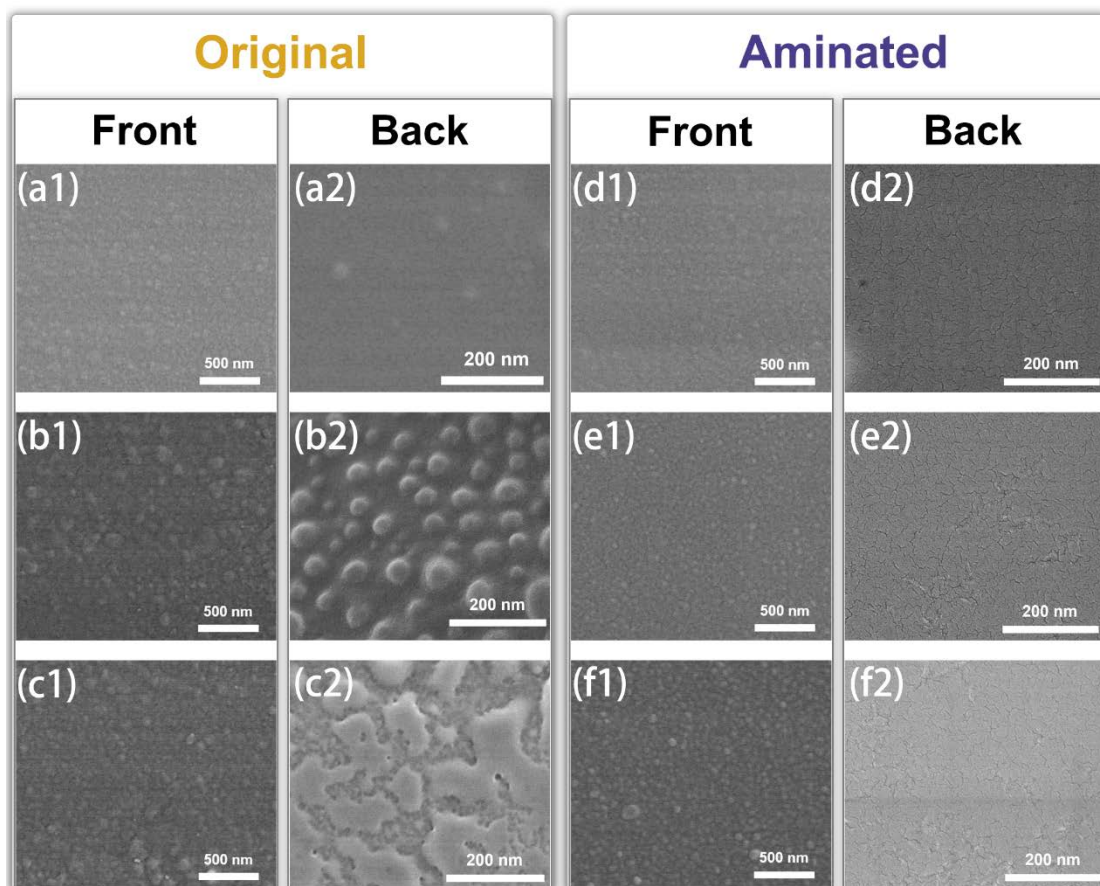 Original
Aminated
Front
Back
Front
Back
(a1)
500 nm
(a2)
200 nm
(d1)
500 nm
(d2)
200 nm
(b1)
500 nm
(b2)
200 nm
(e1)
500 nm
(e2)
200 nm
(c1)
500 nm
(c2)
200 nm
(f1)
500 nm
(f2)
200 nm